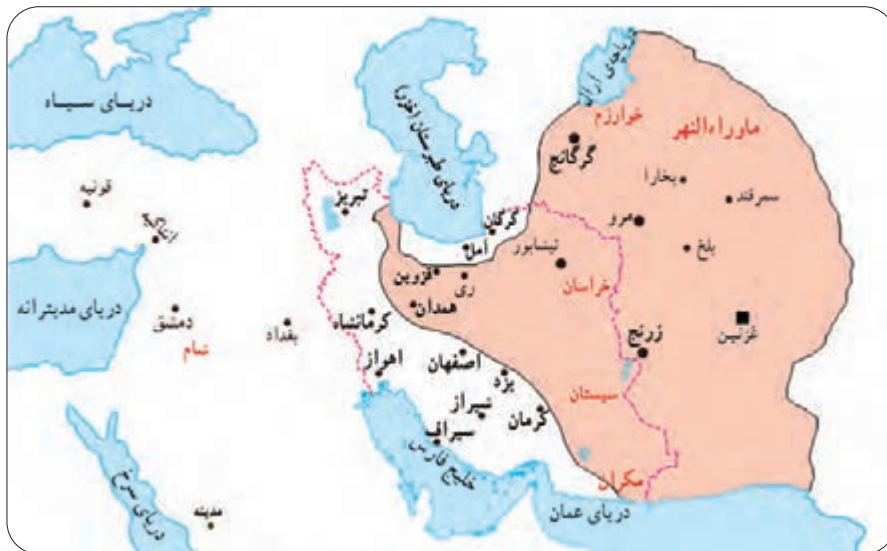 دریاچه‌ی آرال
دریای سیاه
خوارزم
ماوراءالنهر
دریای طبرستان (خزر)
گرگانج
بخارا
سمرقند
قونیه
تبریز
انتاکیه
گرگان
مرو
آمل
نیشابور
بلخ
قزوین
ری
خراسان
دریای مدیترانه
همدان
دمشق
کرمانشاه
غزنین
بغداد
زرنج
شام
اصفهان
اهواز
یزد
سیستان
شیراز
کرمان
سیراف
خلیج فارس
مکران
دریای سرخ
مدینه
دریای عمان